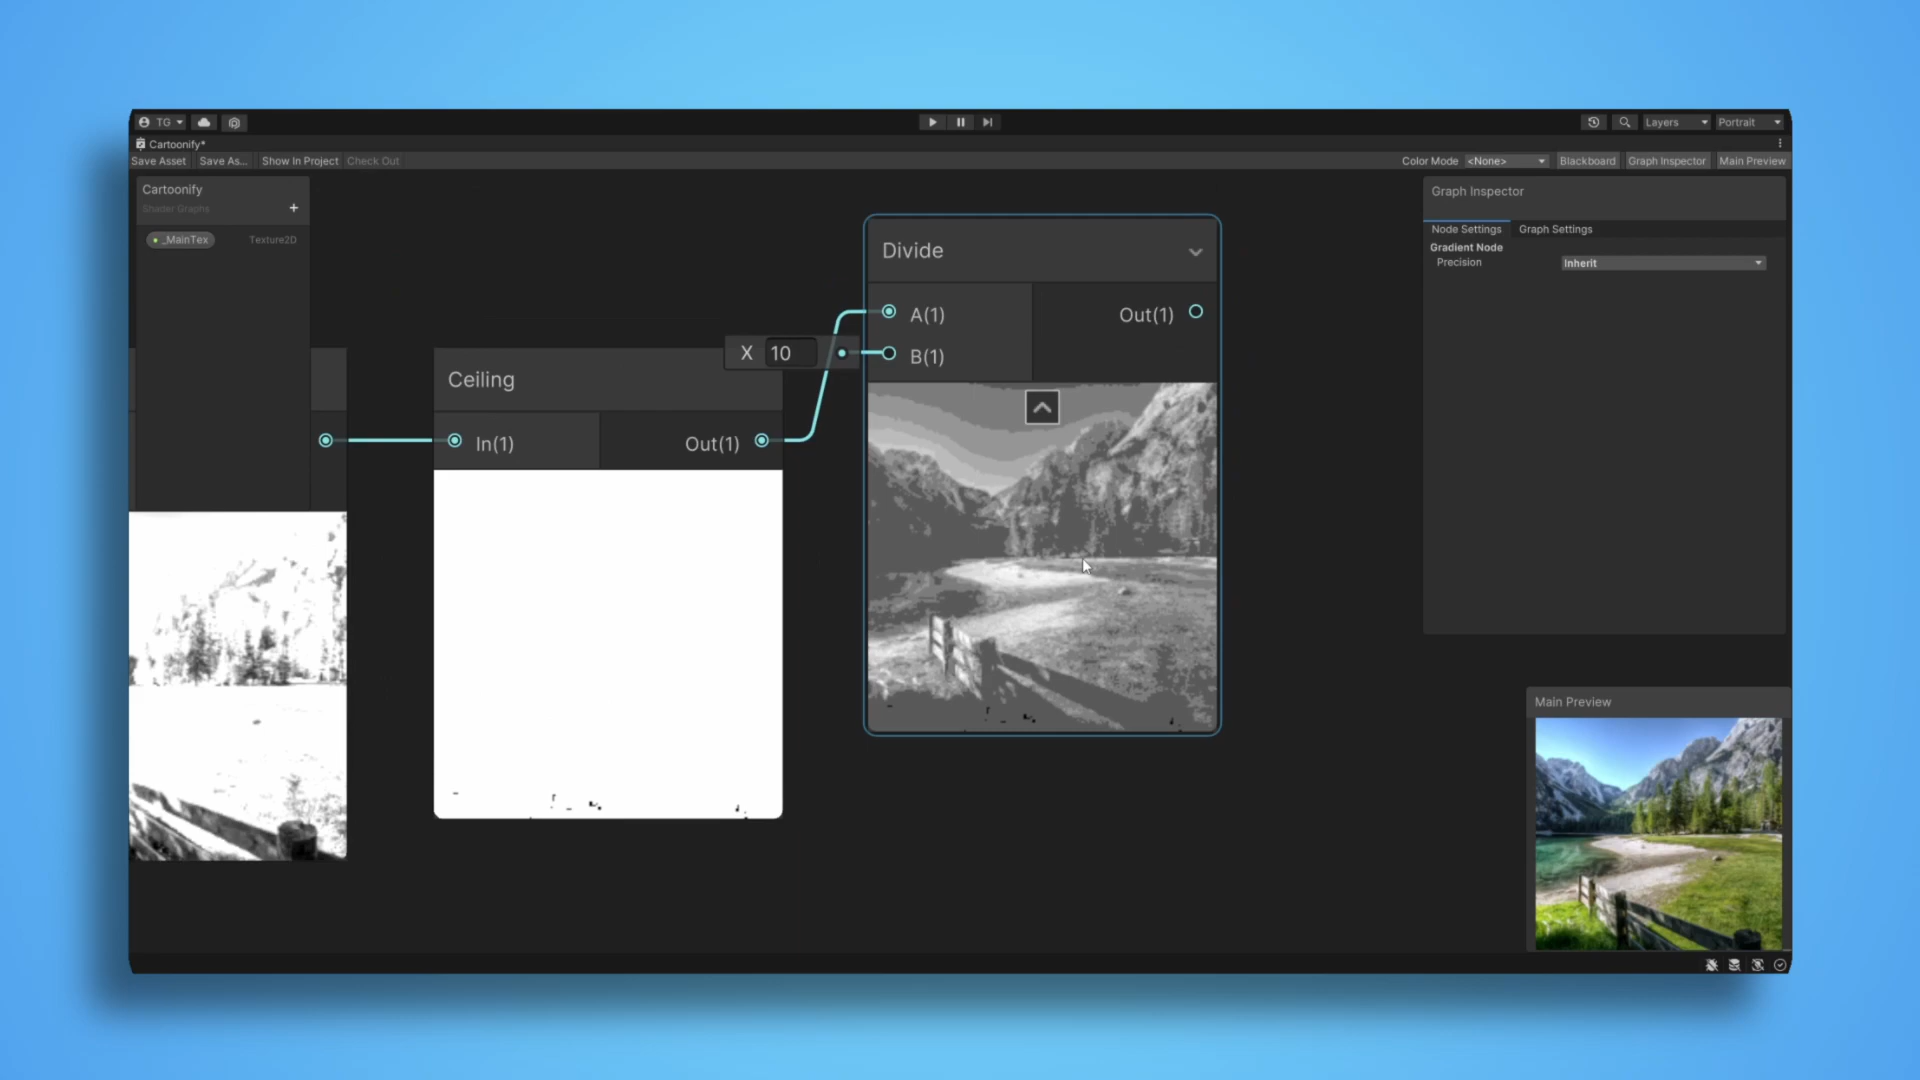 TG
Layers
Portrait
Cartoonify*
Save Asset
Save As...
Show In Project
Check Out
Color Mode
<None>
Blackboard
Graph Inspector
Main Preview
Cartoonify
Shader Graphs
+
_MainTex
Texture2D
Ceiling
In(1)
Out(1)
X 10
Divide
A(1)
B(1)
Out(1)
Graph Inspector
Node Settings
Graph Settings
Gradient Node
Precision
Inherit
Main Preview